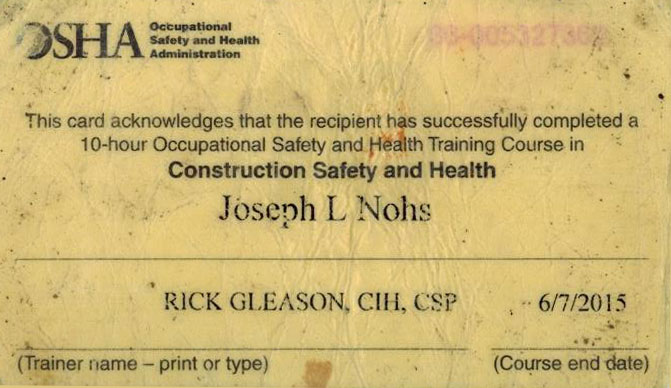 OSHA Occupational
Safety and Health
Administration
This card acknowledges that the recipient has successfully completed a
10-hour Occupational Safety and Health Training Course in
Construction Safety and Health
Joseph L Nohs
RICK GLEASON, CIH, CSP 6/7/2015
(Trainer name – print or type) (Course end date)